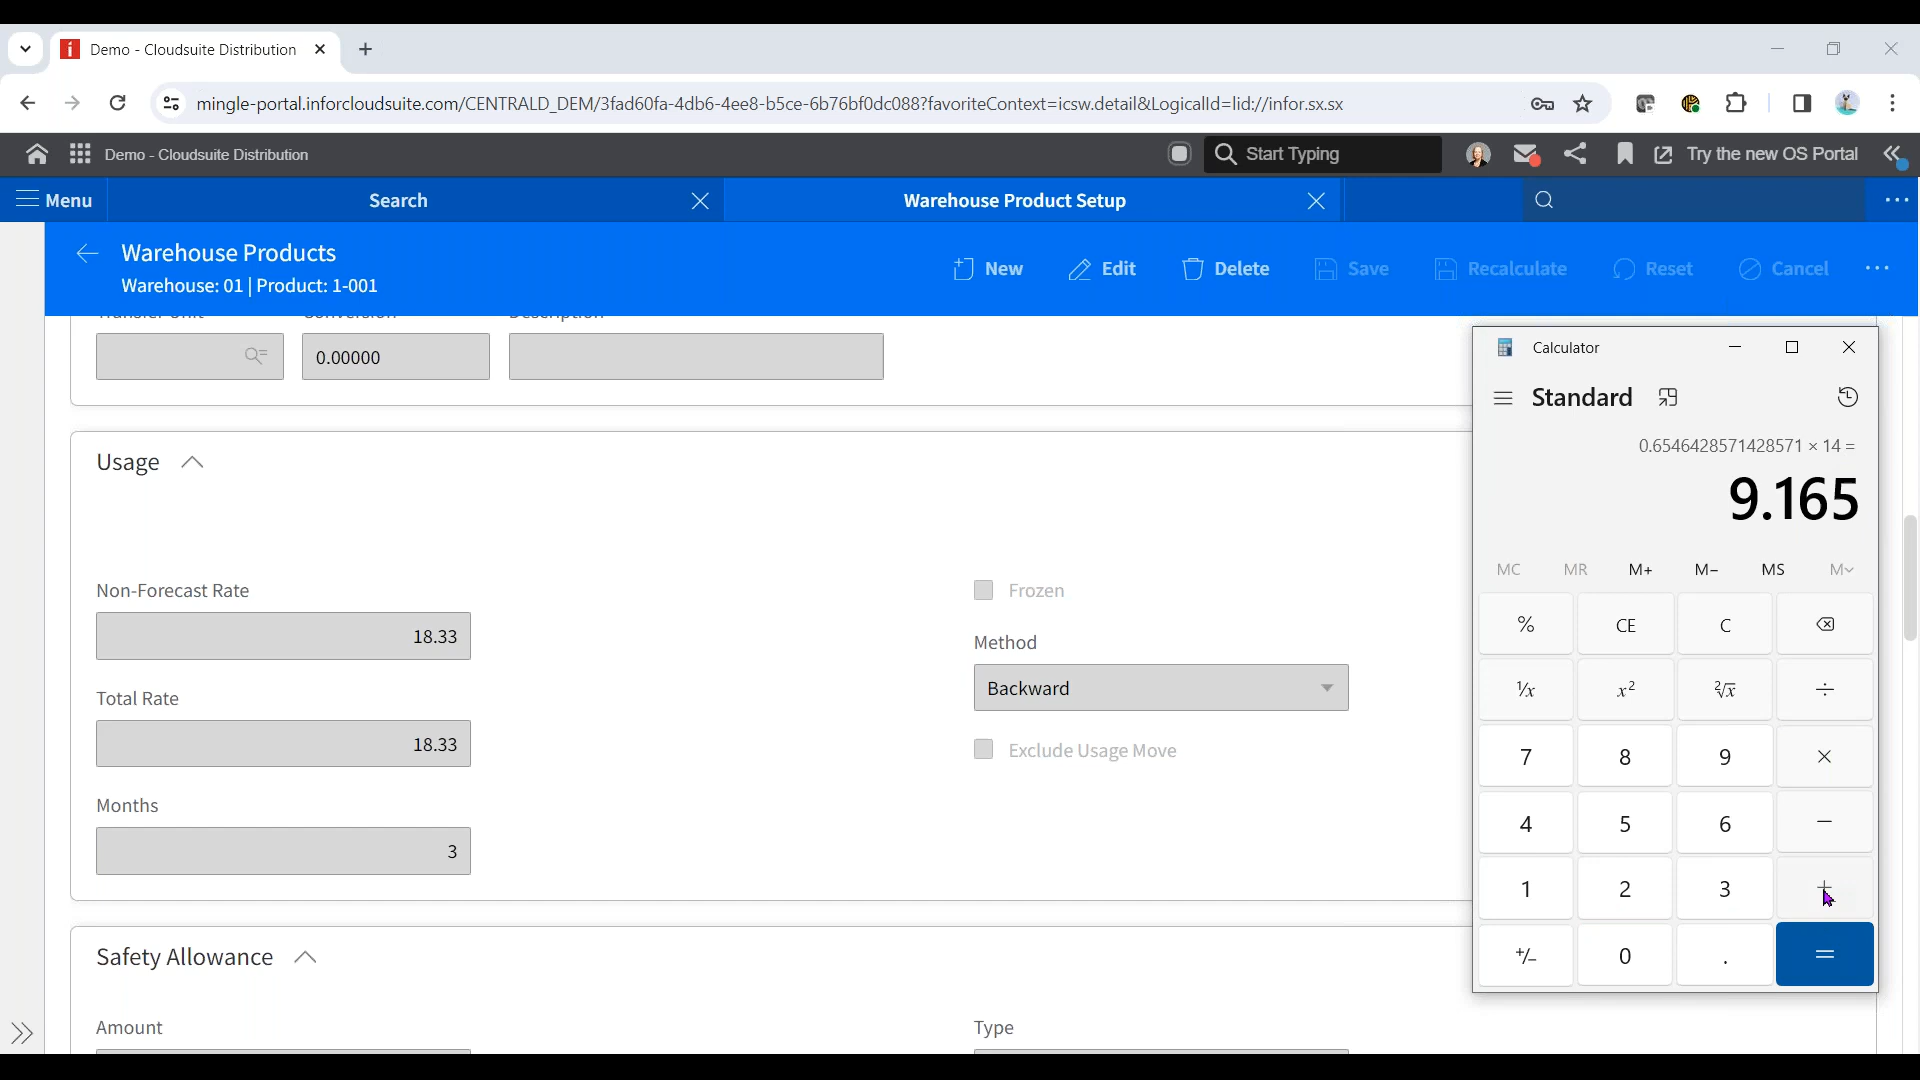 Demo - Cloudsuite Distribution
mingle-portal.inforcloudsuite.com/CENTRALD_DEM/3fad60fa-4db6-4ee8-b5ce-6b76bf0dc088?favoriteContext=icsw.detail&LogicalId=lid://infor.sx.sx
Demo - Cloudsuite Distribution
Start Typing
Try the new OS Portal
Menu
Search
Warehouse Product Setup
Warehouse Products
Warehouse: 01 | Product: 1-001
New
Edit
Delete
Save
Recalculate
Reset
Cancel
0.00000
Usage
Non-Forecast Rate
18.33
Total Rate
18.33
Months
3
Frozen
Method
Backward
Exclude Usage Move
Safety Allowance
Amount
Type
Calculator
Standard
0.6546428571428571 × 14 =
9.165
MC MR M+ M− MS M
% CE C
⅟x x² ²√x ÷
7 8 9 ×
4 5 6 −
1 2 3 +
+/− 0 . =